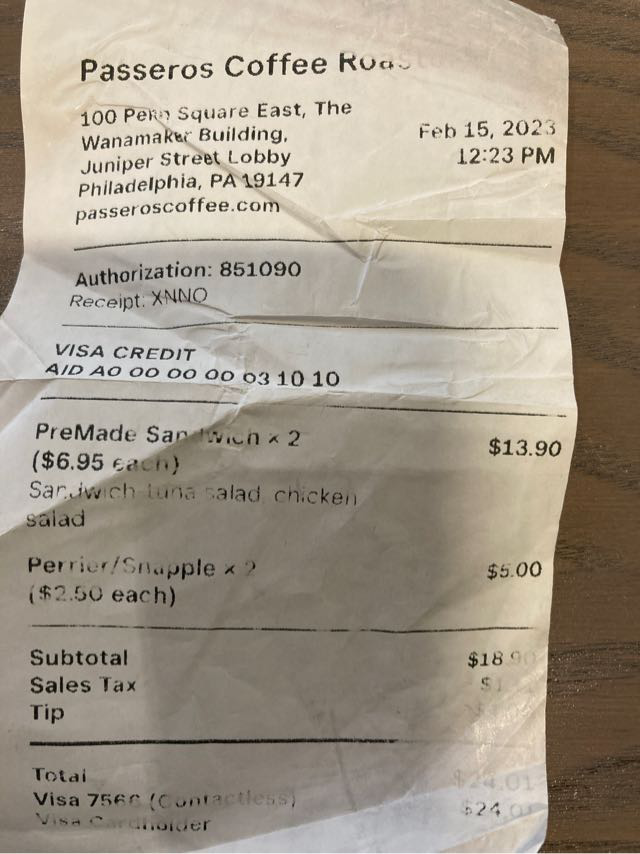 Passeros Coffee
100 Penn Square East, The
Wanamaker Building,
Juniper Street Lobby
Philadelphia, PA 19147
passeroscoffee.com
Feb 15, 2023
12:23 PM
Authorization: 851090
Receipt: XNNO
VISA CREDIT
AID A0 00 00 00 03 10 10
PreMade Sandwich × 2 $13.90
($6.95 each)
Sandwich tuna salad chicken
salad
Perrier/Snapple × 2 $5.00
($2.50 each)
Subtotal $18.90
Sales Tax
Tip
Total $24.01
Visa (Contactless) $24.01
Visa Cardholder